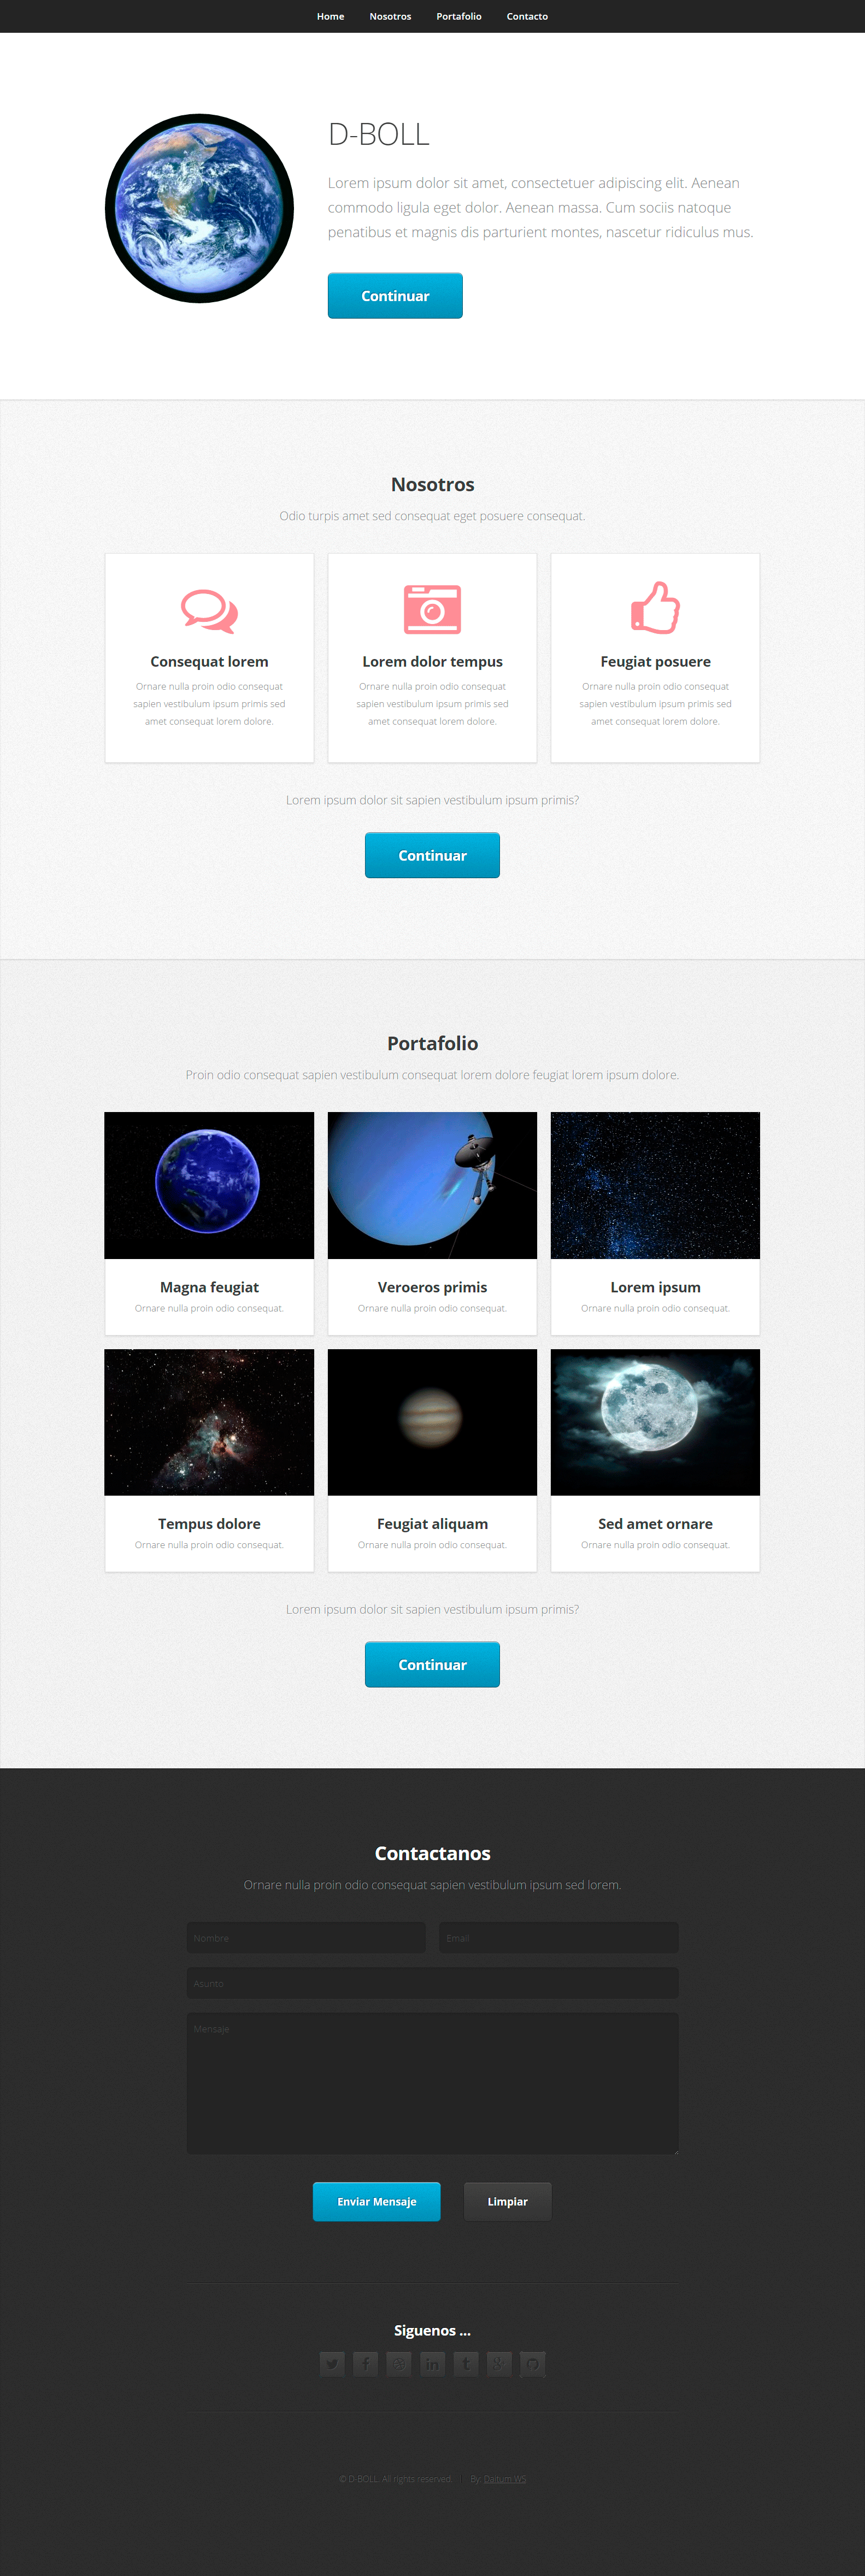 Home Nosotros Portafolio Contacto
D-BOLL
Lorem ipsum dolor sit amet, consectetuer adipiscing elit. Aenean
commodo ligula eget dolor. Aenean massa. Cum sociis natoque
penatibus et magnis dis parturient montes, nascetur ridiculus mus.
Continuar
Nosotros
Odio turpis amet sed consequat eget posuere consequat.
Consequat lorem
Ornare nulla proin odio consequat
sapien vestibulum ipsum primis sed
amet consequat lorem dolore.
Lorem dolor tempus
Ornare nulla proin odio consequat
sapien vestibulum ipsum primis sed
amet consequat lorem dolore.
Feugiat posuere
Ornare nulla proin odio consequat
sapien vestibulum ipsum primis sed
amet consequat lorem dolore.
Lorem ipsum dolor sit sapien vestibulum ipsum primis?
Continuar
Portafolio
Proin odio consequat sapien vestibulum consequat lorem dolore feugiat lorem ipsum dolore.
Magna feugiat
Ornare nulla proin odio consequat.
Veroeros primis
Ornare nulla proin odio consequat.
Lorem ipsum
Ornare nulla proin odio consequat.
Tempus dolore
Ornare nulla proin odio consequat.
Feugiat aliquam
Ornare nulla proin odio consequat.
Sed amet ornare
Ornare nulla proin odio consequat.
Lorem ipsum dolor sit sapien vestibulum ipsum primis?
Continuar
Contactanos
Ornare nulla proin odio consequat sapien vestibulum ipsum sed lorem.
Nombre
Email
Asunto
Mensaje
Enviar Mensaje
Limpiar
Siguenos ...
© D-BOLL. All rights reserved. By: Daitum WS